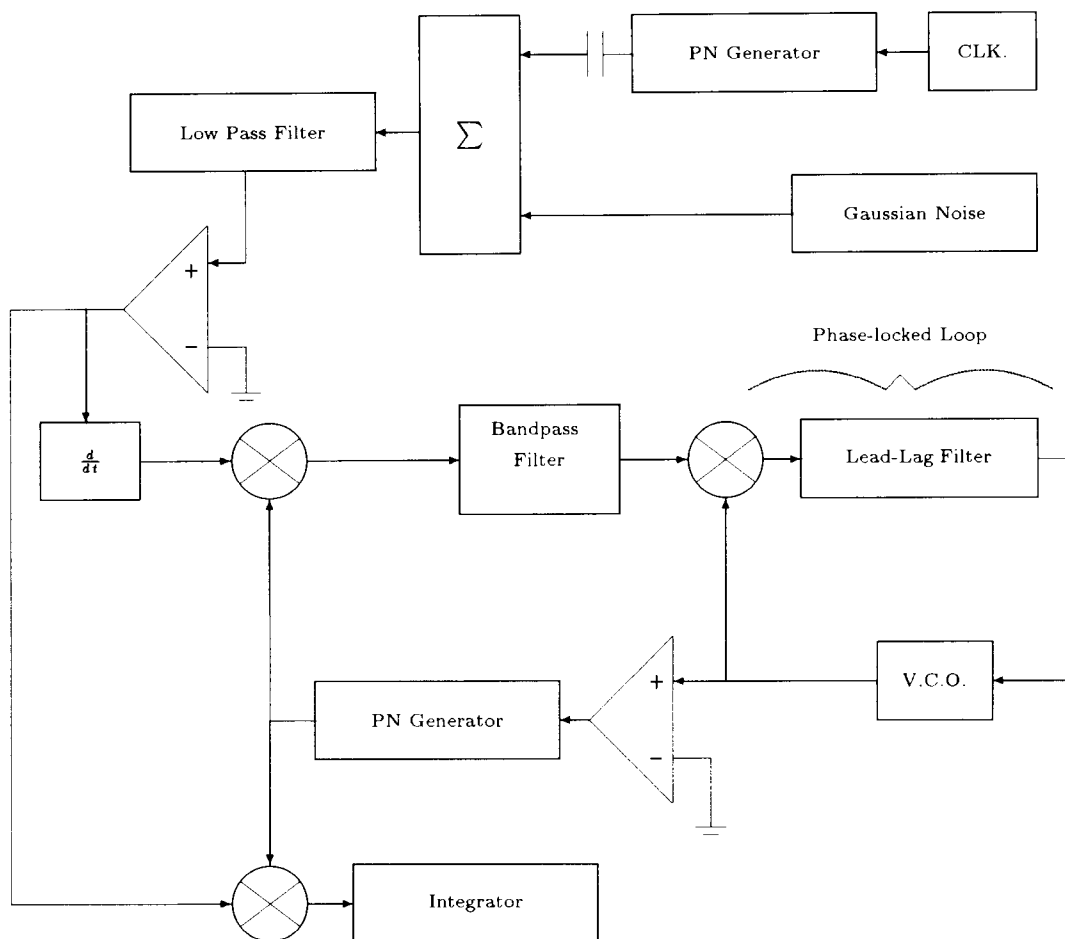 PN Generator
CLK.
Low Pass Filter
Σ
Gaussian Noise
+
−
Phase-locked Loop
d
dt
Bandpass
Filter
Lead-Lag Filter
+
−
PN Generator
V.C.O.
Integrator